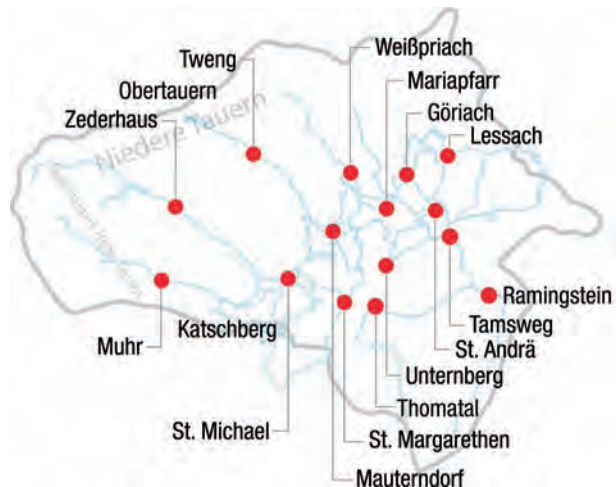 Weißpriach
Tweng
Mariapfarr
Obertauern
Göriach
Zederhaus
Niedere Tauern
Lessach
Ramingstein
Katschberg
Tamsweg
Muhr
St. Andrä
Unternberg
Thomatal
St. Michael
St. Margarethen
Mauterndorf